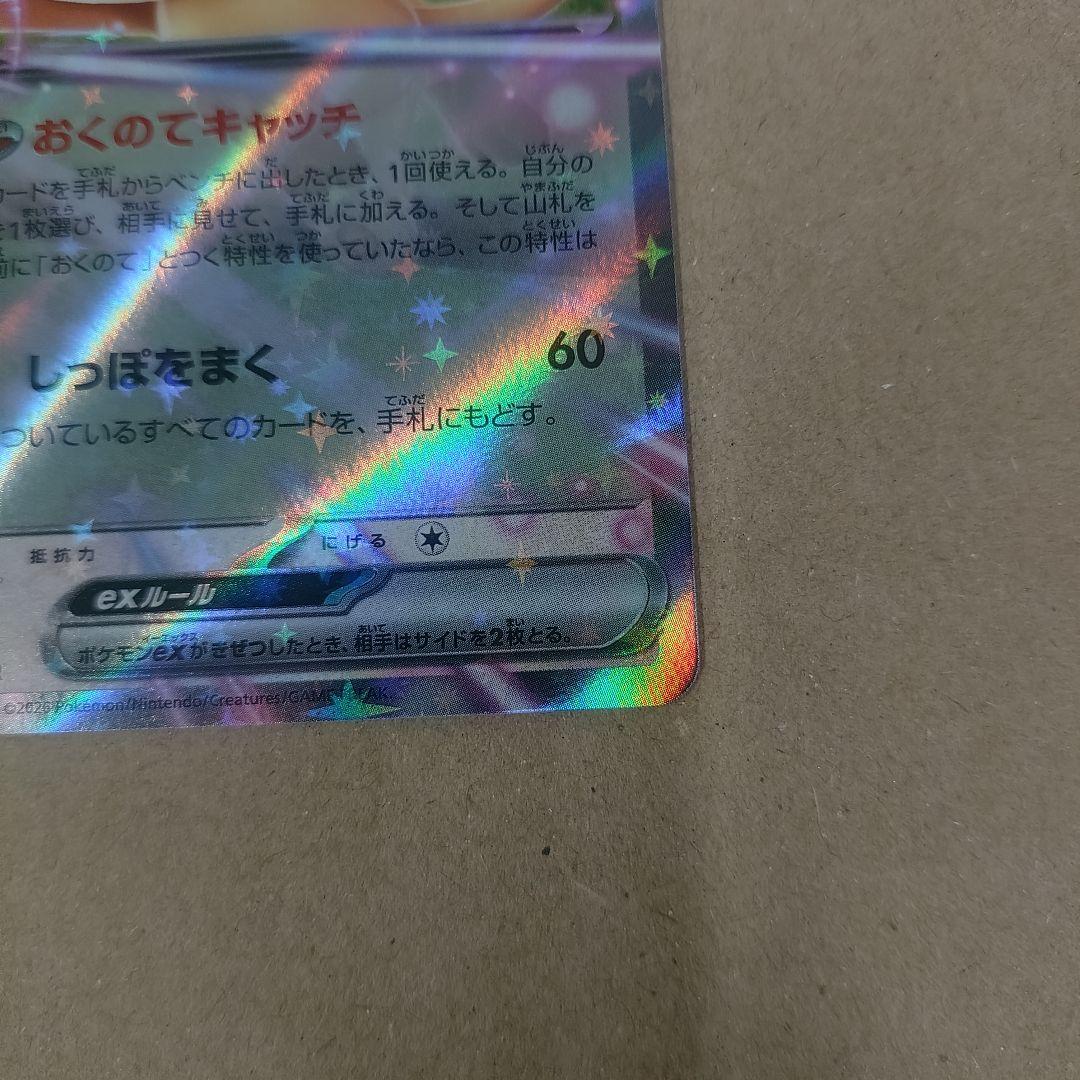 おくのてキャッチ
カードを手札からベンチに出したとき、1回使える。自分の
1枚選び、相手に見せて、手札に加える。そして山札を
前に「おくのて」とつく特性を使っていたなら、この特性は
しっぽをまく 60
ついているすべてのカードを、手札にもどす。
抵抗力 にげる
exルール
ポケモンexがきぜつしたとき、相手はサイドを2枚とる。
Pokémon/Nintendo/Creatures/GAME FREAK.